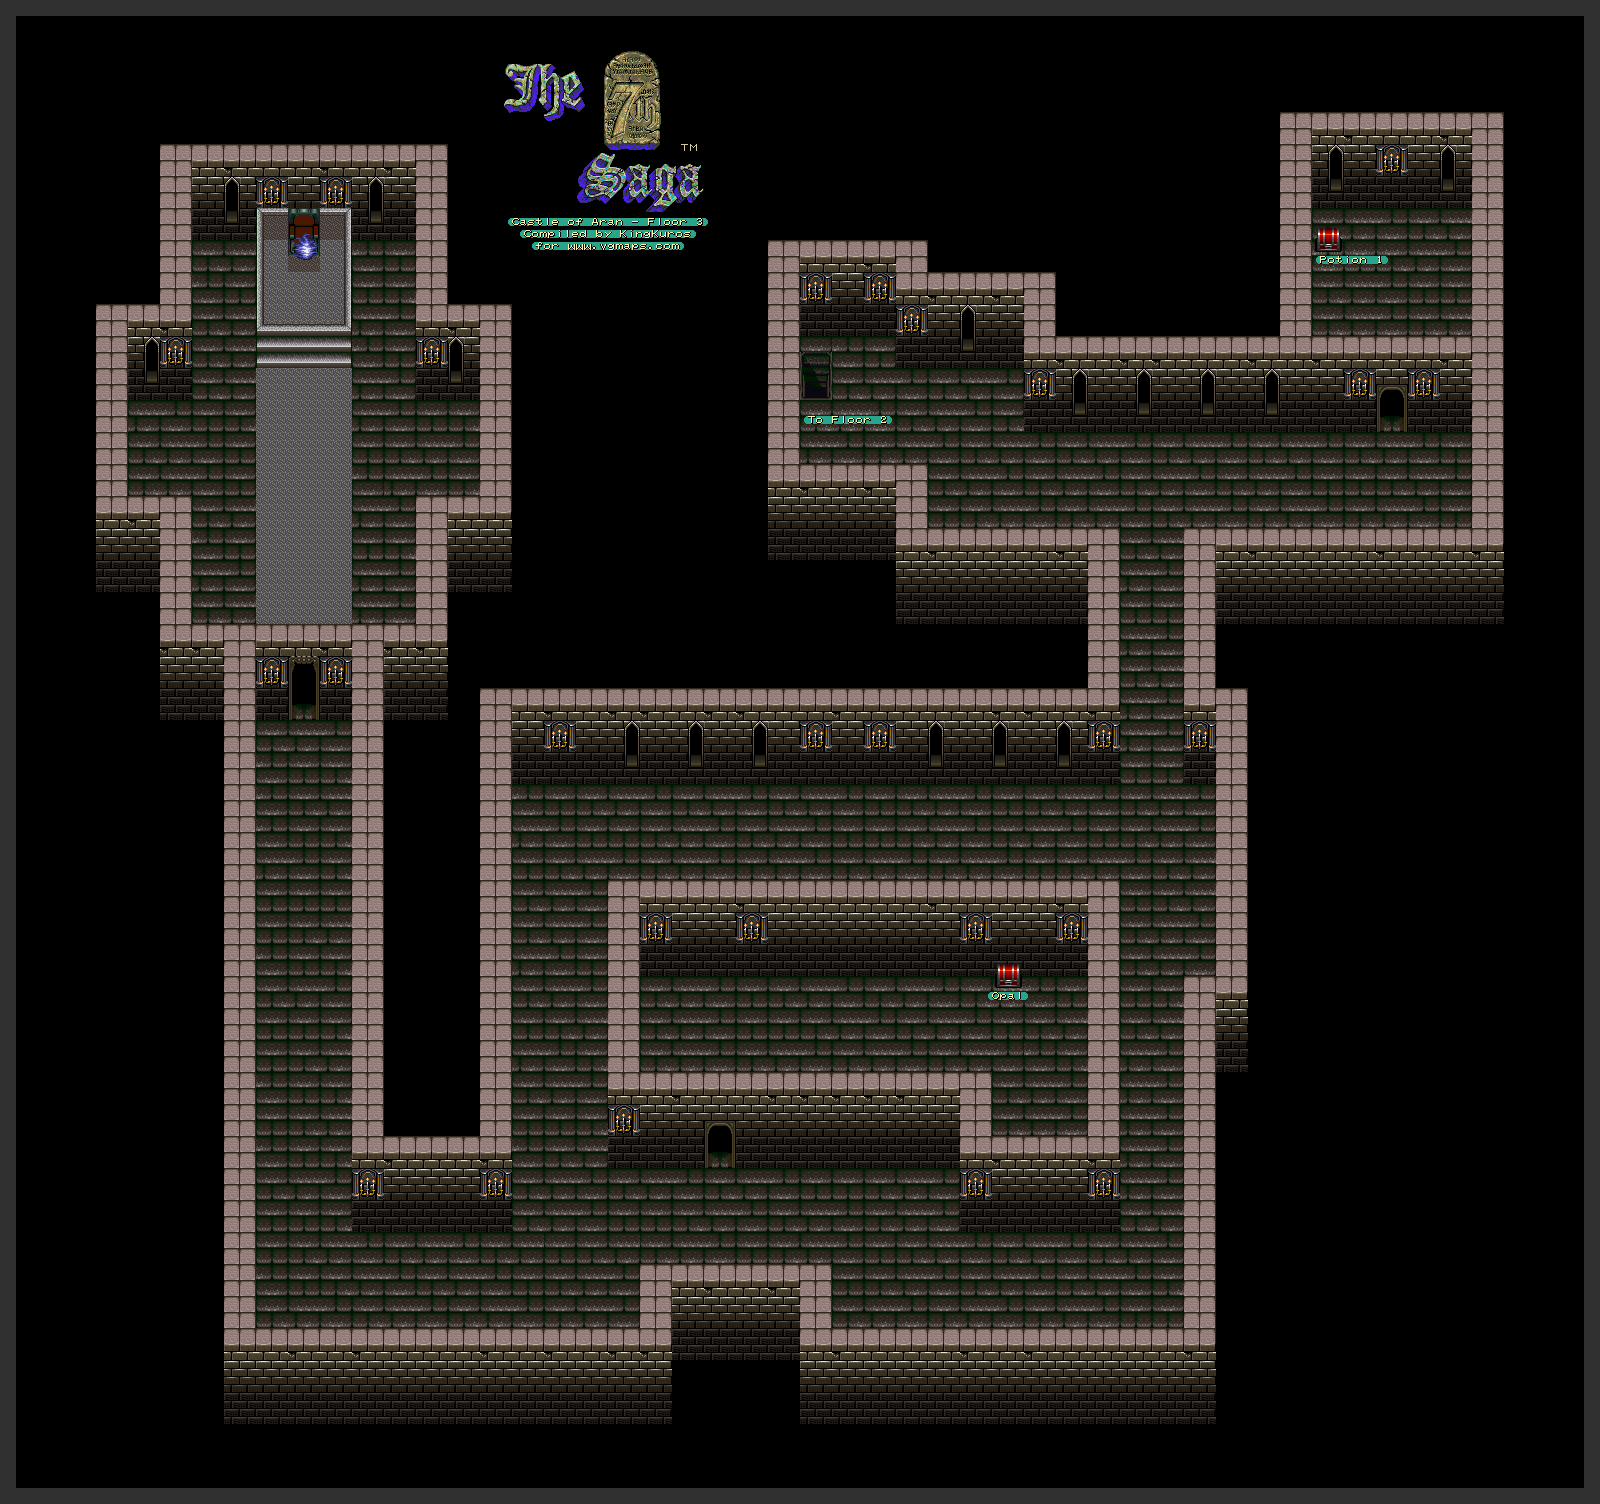 The
7th
Saga
TM
Castle of Aran - Floor 3
Compiled by KingKuros
for www.vgmaps.com
Potion 1
To Floor 2
Opal